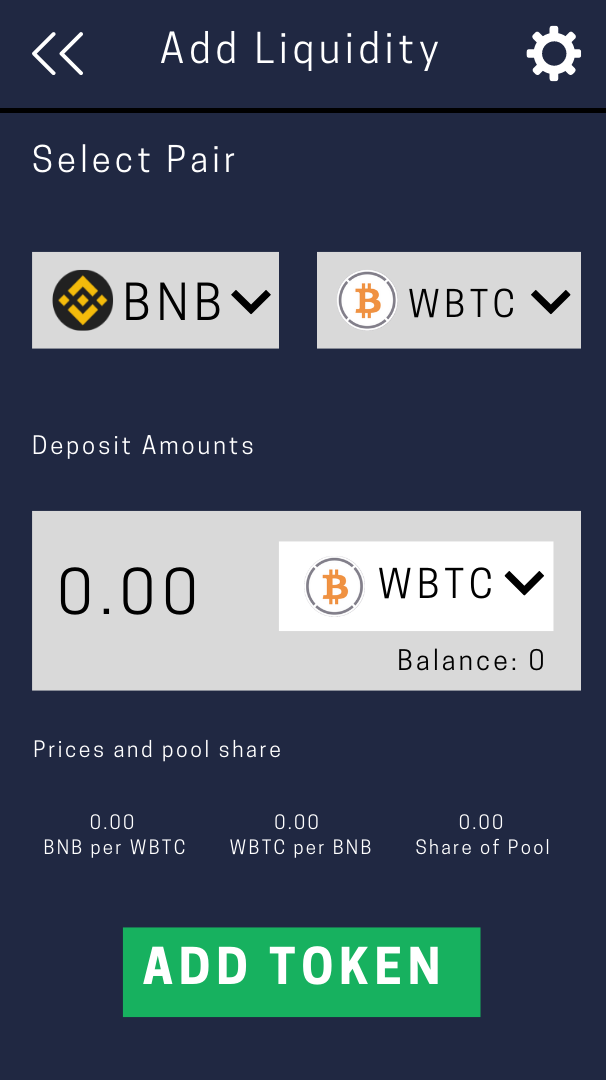 Add Liquidity
Select Pair
BNB
WBTC
Deposit Amounts
0.00
WBTC
Balance: 0
Prices and pool share
0.00
BNB per WBTC
0.00
WBTC per BNB
0.00
Share of Pool
ADD TOKEN